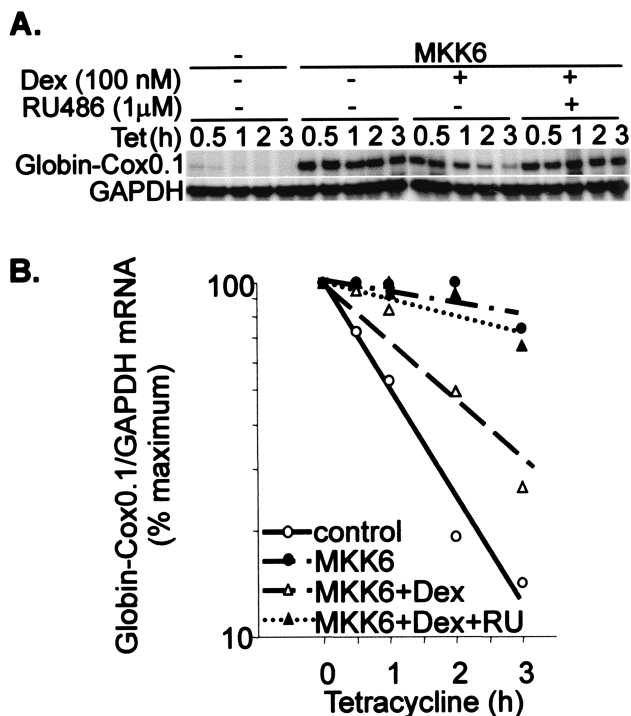 A.
- MKK6
Dex (100 nM) - - + +
RU486 (1µM) - - - +
Tet(h) 0.5 1 2 3 0.5 1 2 3 0.5 1 2 3 0.5 1 2 3
Globin-Cox0.1
GAPDH
B.
Globin-Cox0.1/GAPDH mRNA
(% maximum)
100
10
control
MKK6
MKK6+Dex
MKK6+Dex+RU
0 1 2 3
Tetracycline (h)